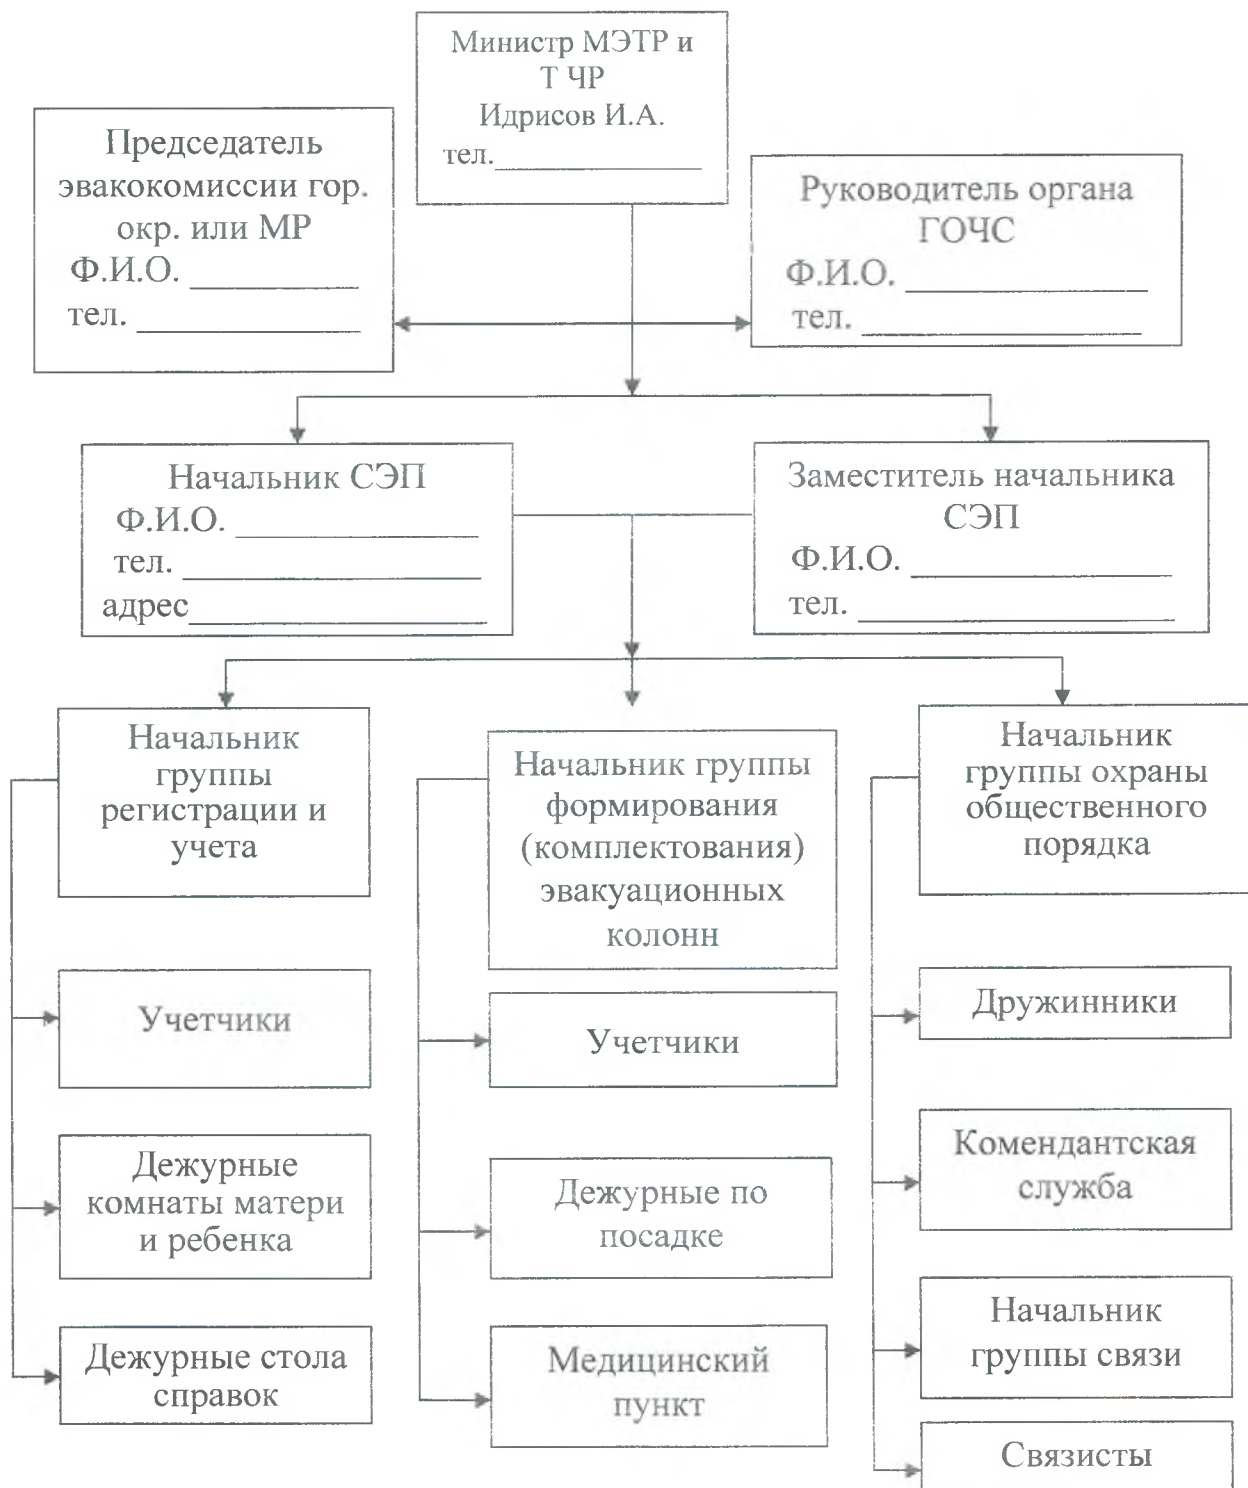 Министр МЭТР и
Т ЧР
Идрисов И.А.
тел.
Председатель
эвакокомиссии гор.
окр. или МР
Ф.И.О.
тел.
Руководитель органа
ГОЧС
Ф.И.О.
тел.
Начальник СЭП
Ф.И.О.
тел.
адрес
Заместитель начальника
СЭП
Ф.И.О.
тел.
Начальник
группы
регистрации и
учета
Учетчики
Дежурные
комнаты матери
и ребенка
Дежурные стола
справок
Начальник группы
формирования
(комплектования)
эвакуационных
колонн
Учетчики
Дежурные по
посадке
Медицинский
пункт
Начальник
группы охраны
общественного
порядка
Дружинники
Комендантская
служба
Начальник
группы связи
Связисты